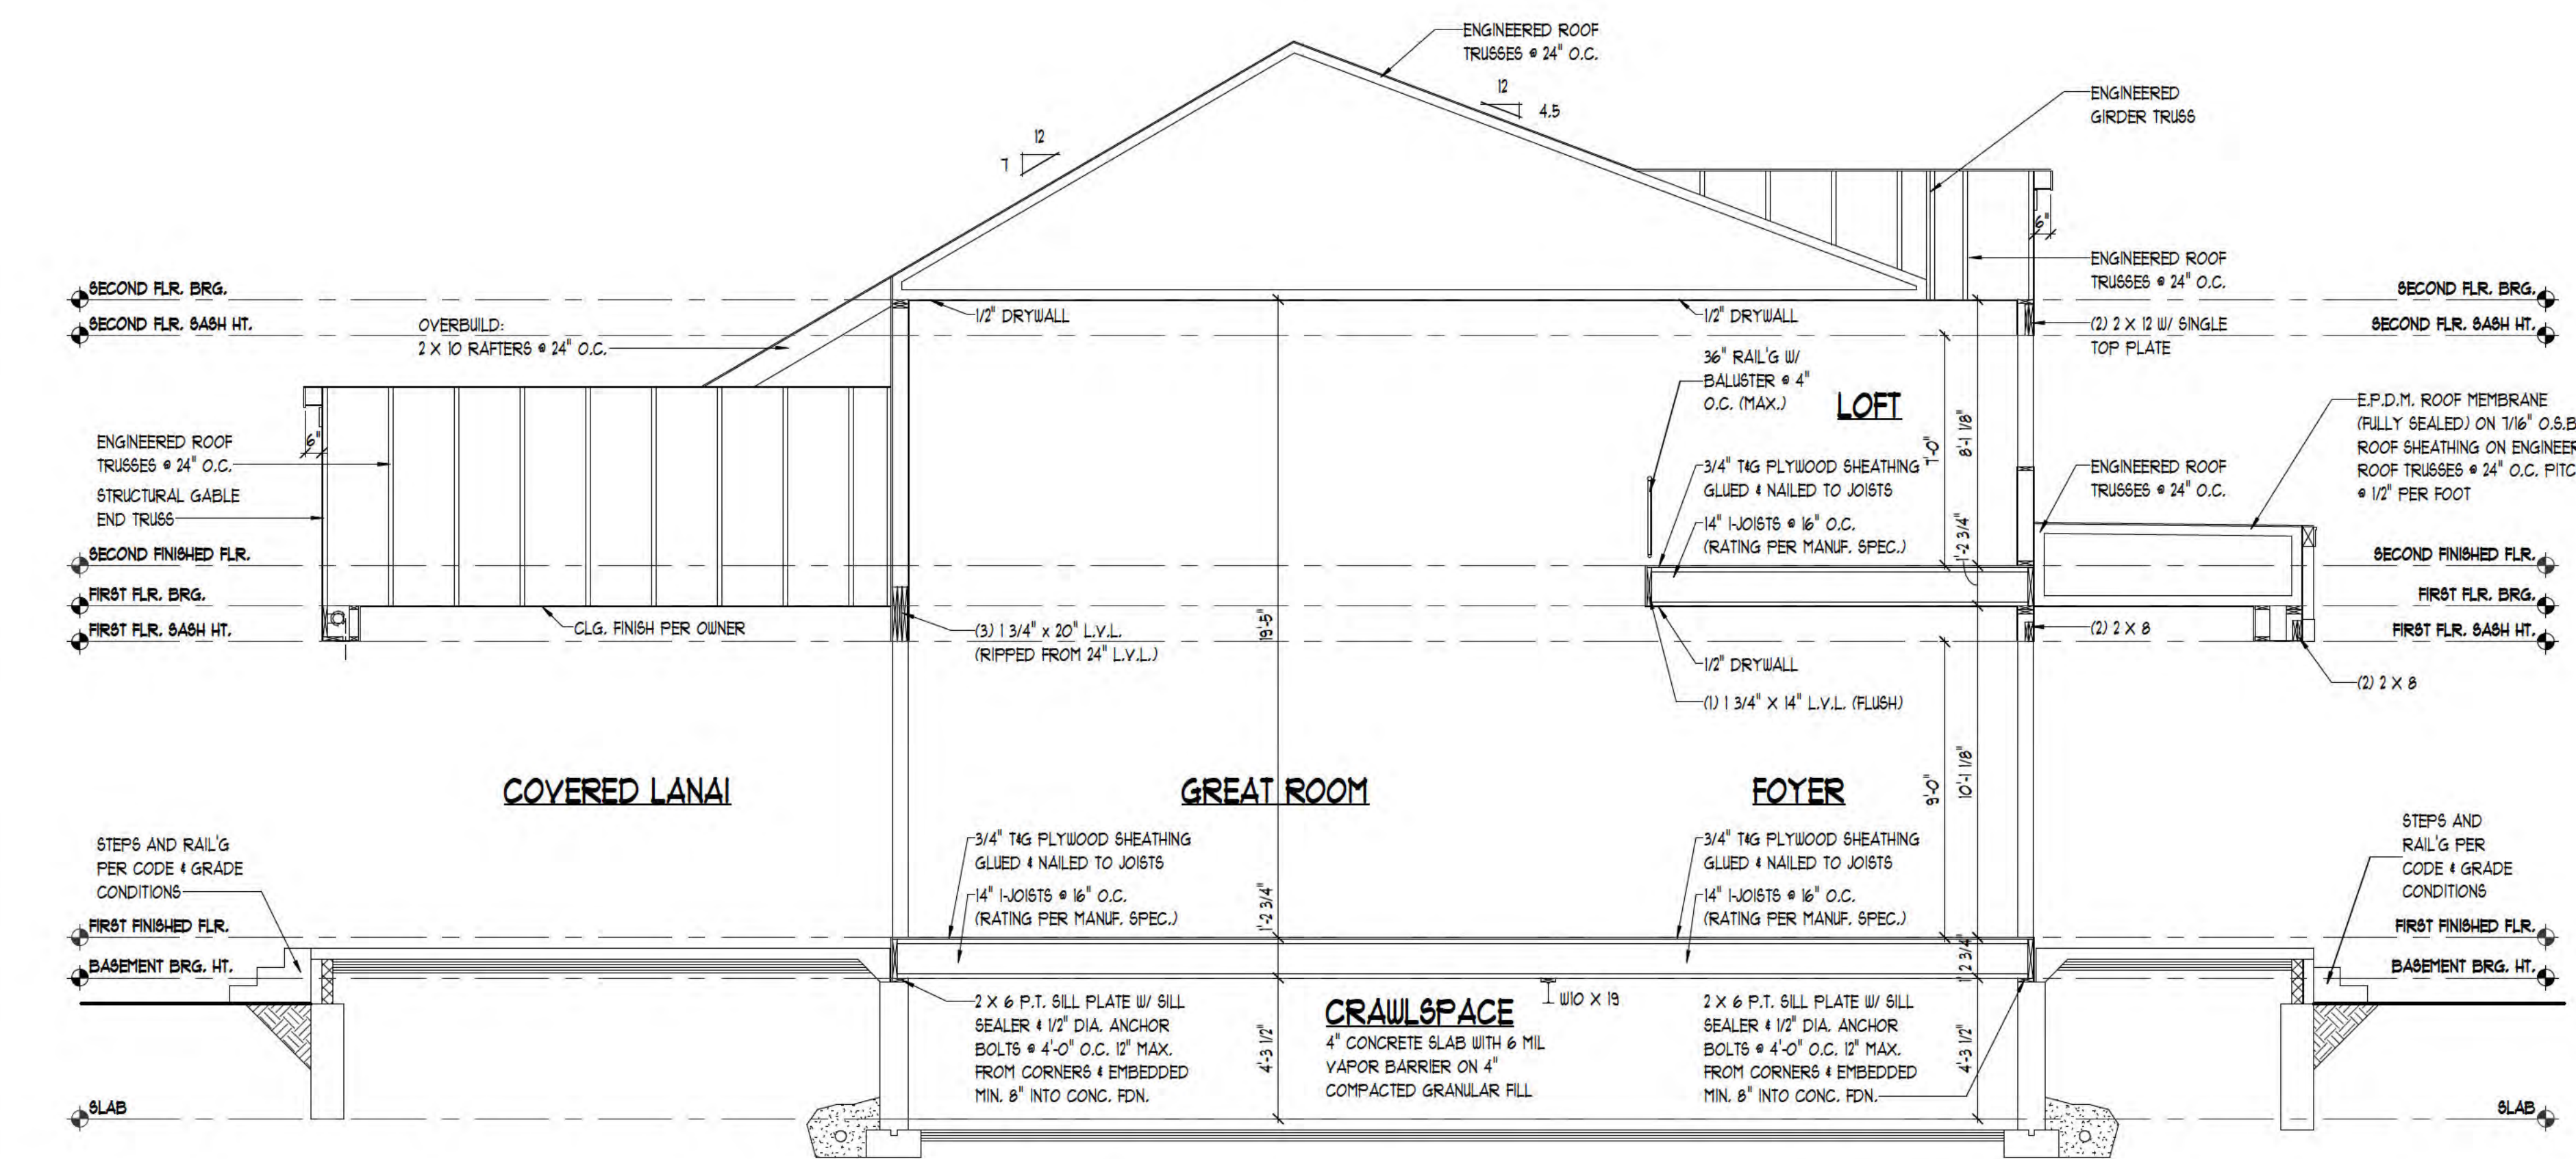 ENGINEERED ROOF
TRUSSES @ 24" O.C.
12
4.5
12
7
ENGINEERED
GIRDER TRUSS
6"
ENGINEERED ROOF
TRUSSES @ 24" O.C.
SECOND FLR. BRG.
SECOND FLR. SASH HT.
OVERBUILD:
2 X 10 RAFTERS @ 24" O.C.
1/2" DRYWALL
1/2" DRYWALL
(2) 2 X 12 W/ SINGLE
TOP PLATE
SECOND FLR. BRG.
SECOND FLR. SASH HT.
36" RAIL'G W/
BALUSTER @ 4"
O.C. (MAX.)
LOFT
7'-0"
8'-1 1/8"
E.P.D.M. ROOF MEMBRANE
(FULLY SEALED) ON 7/16" O.S.B
ROOF SHEATHING ON ENGINEER
ROOF TRUSSES @ 24" O.C. PITC
@ 1/2" PER FOOT
6"
ENGINEERED ROOF
TRUSSES @ 24" O.C.
STRUCTURAL GABLE
END TRUSS
3/4" T&G PLYWOOD SHEATHING
GLUED & NAILED TO JOISTS
14" I-JOISTS @ 16" O.C.
(RATING PER MANUF. SPEC.)
1'-2 3/4"
ENGINEERED ROOF
TRUSSES @ 24" O.C.
SECOND FINISHED FLR.
FIRST FLR. BRG.
FIRST FLR. SASH HT.
CLG. FINISH PER OWNER
(3) 1 3/4" x 20" L.V.L.
(RIPPED FROM 24" L.V.L.)
19'-5"
1/2" DRYWALL
(1) 1 3/4" X 14" L.V.L. (FLUSH)
(2) 2 X 8
SECOND FINISHED FLR.
FIRST FLR. BRG.
FIRST FLR. SASH HT.
(2) 2 X 8
COVERED LANAI
GREAT ROOM
FOYER
9'-0"
10'-1 1/8"
STEPS AND RAIL'G
PER CODE & GRADE
CONDITIONS
3/4" T&G PLYWOOD SHEATHING
GLUED & NAILED TO JOISTS
14" I-JOISTS @ 16" O.C.
(RATING PER MANUF. SPEC.)
1'-2 3/4"
3/4" T&G PLYWOOD SHEATHING
GLUED & NAILED TO JOISTS
14" I-JOISTS @ 16" O.C.
(RATING PER MANUF. SPEC.)
1'-2 3/4"
STEPS AND
RAIL'G PER
CODE & GRADE
CONDITIONS
FIRST FINISHED FLR.
BASEMENT BRG. HT.
FIRST FINISHED FLR.
BASEMENT BRG. HT.
2 X 6 P.T. SILL PLATE W/ SILL
SEALER & 1/2" DIA. ANCHOR
BOLTS @ 4'-0" O.C. 12" MAX.
FROM CORNERS & EMBEDDED
MIN. 8" INTO CONC. FDN.
4'-3 1/2"
CRAWLSPACE
4" CONCRETE SLAB WITH 6 MIL
VAPOR BARRIER ON 4"
COMPACTED GRANULAR FILL
W10 X 19
2 X 6 P.T. SILL PLATE W/ SILL
SEALER & 1/2" DIA. ANCHOR
BOLTS @ 4'-0" O.C. 12" MAX.
FROM CORNERS & EMBEDDED
MIN. 8" INTO CONC. FDN.
4'-3 1/2"
SLAB
SLAB